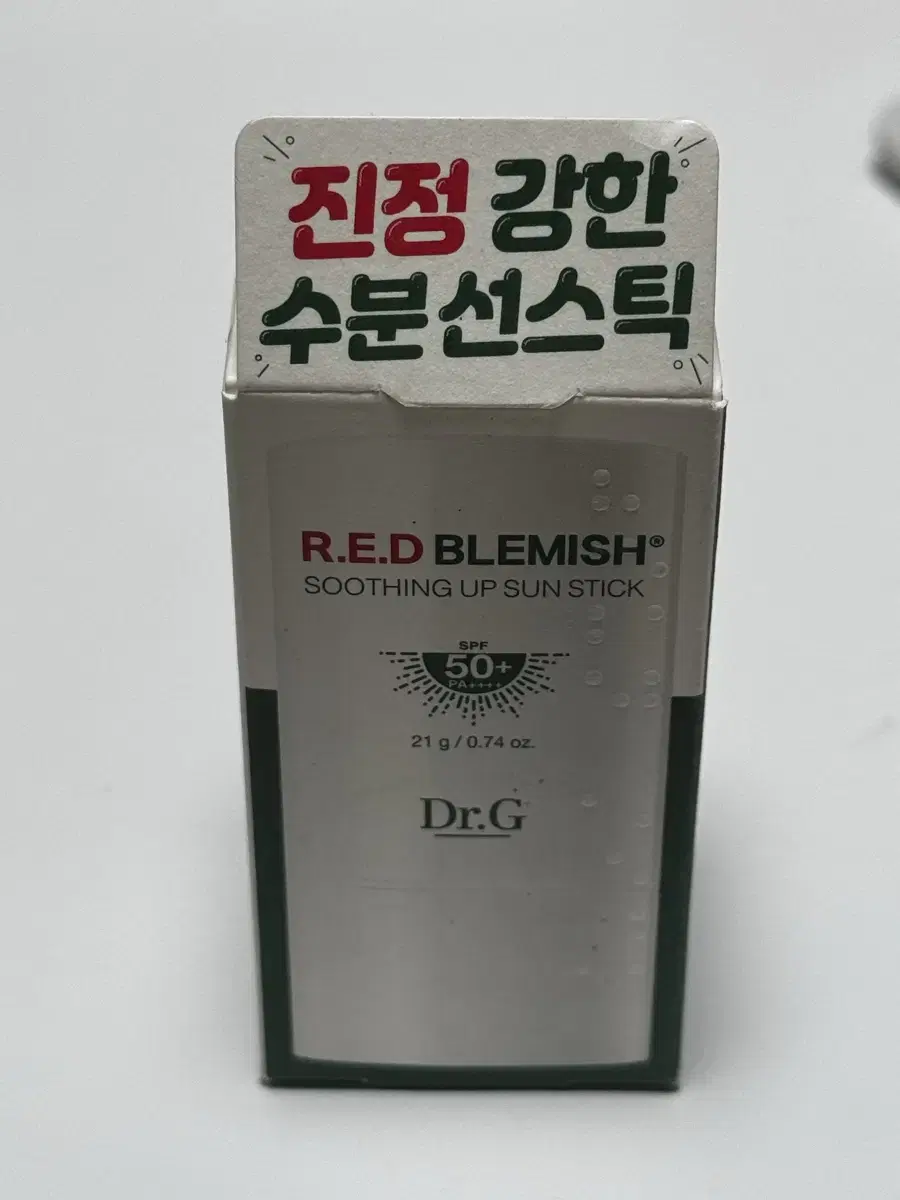 진정 강한
수분 선스틱
R.E.D BLEMISH®
SOOTHING UP SUN STICK
SPF
50+
PA++++
21 g / 0.74 oz.
Dr.G